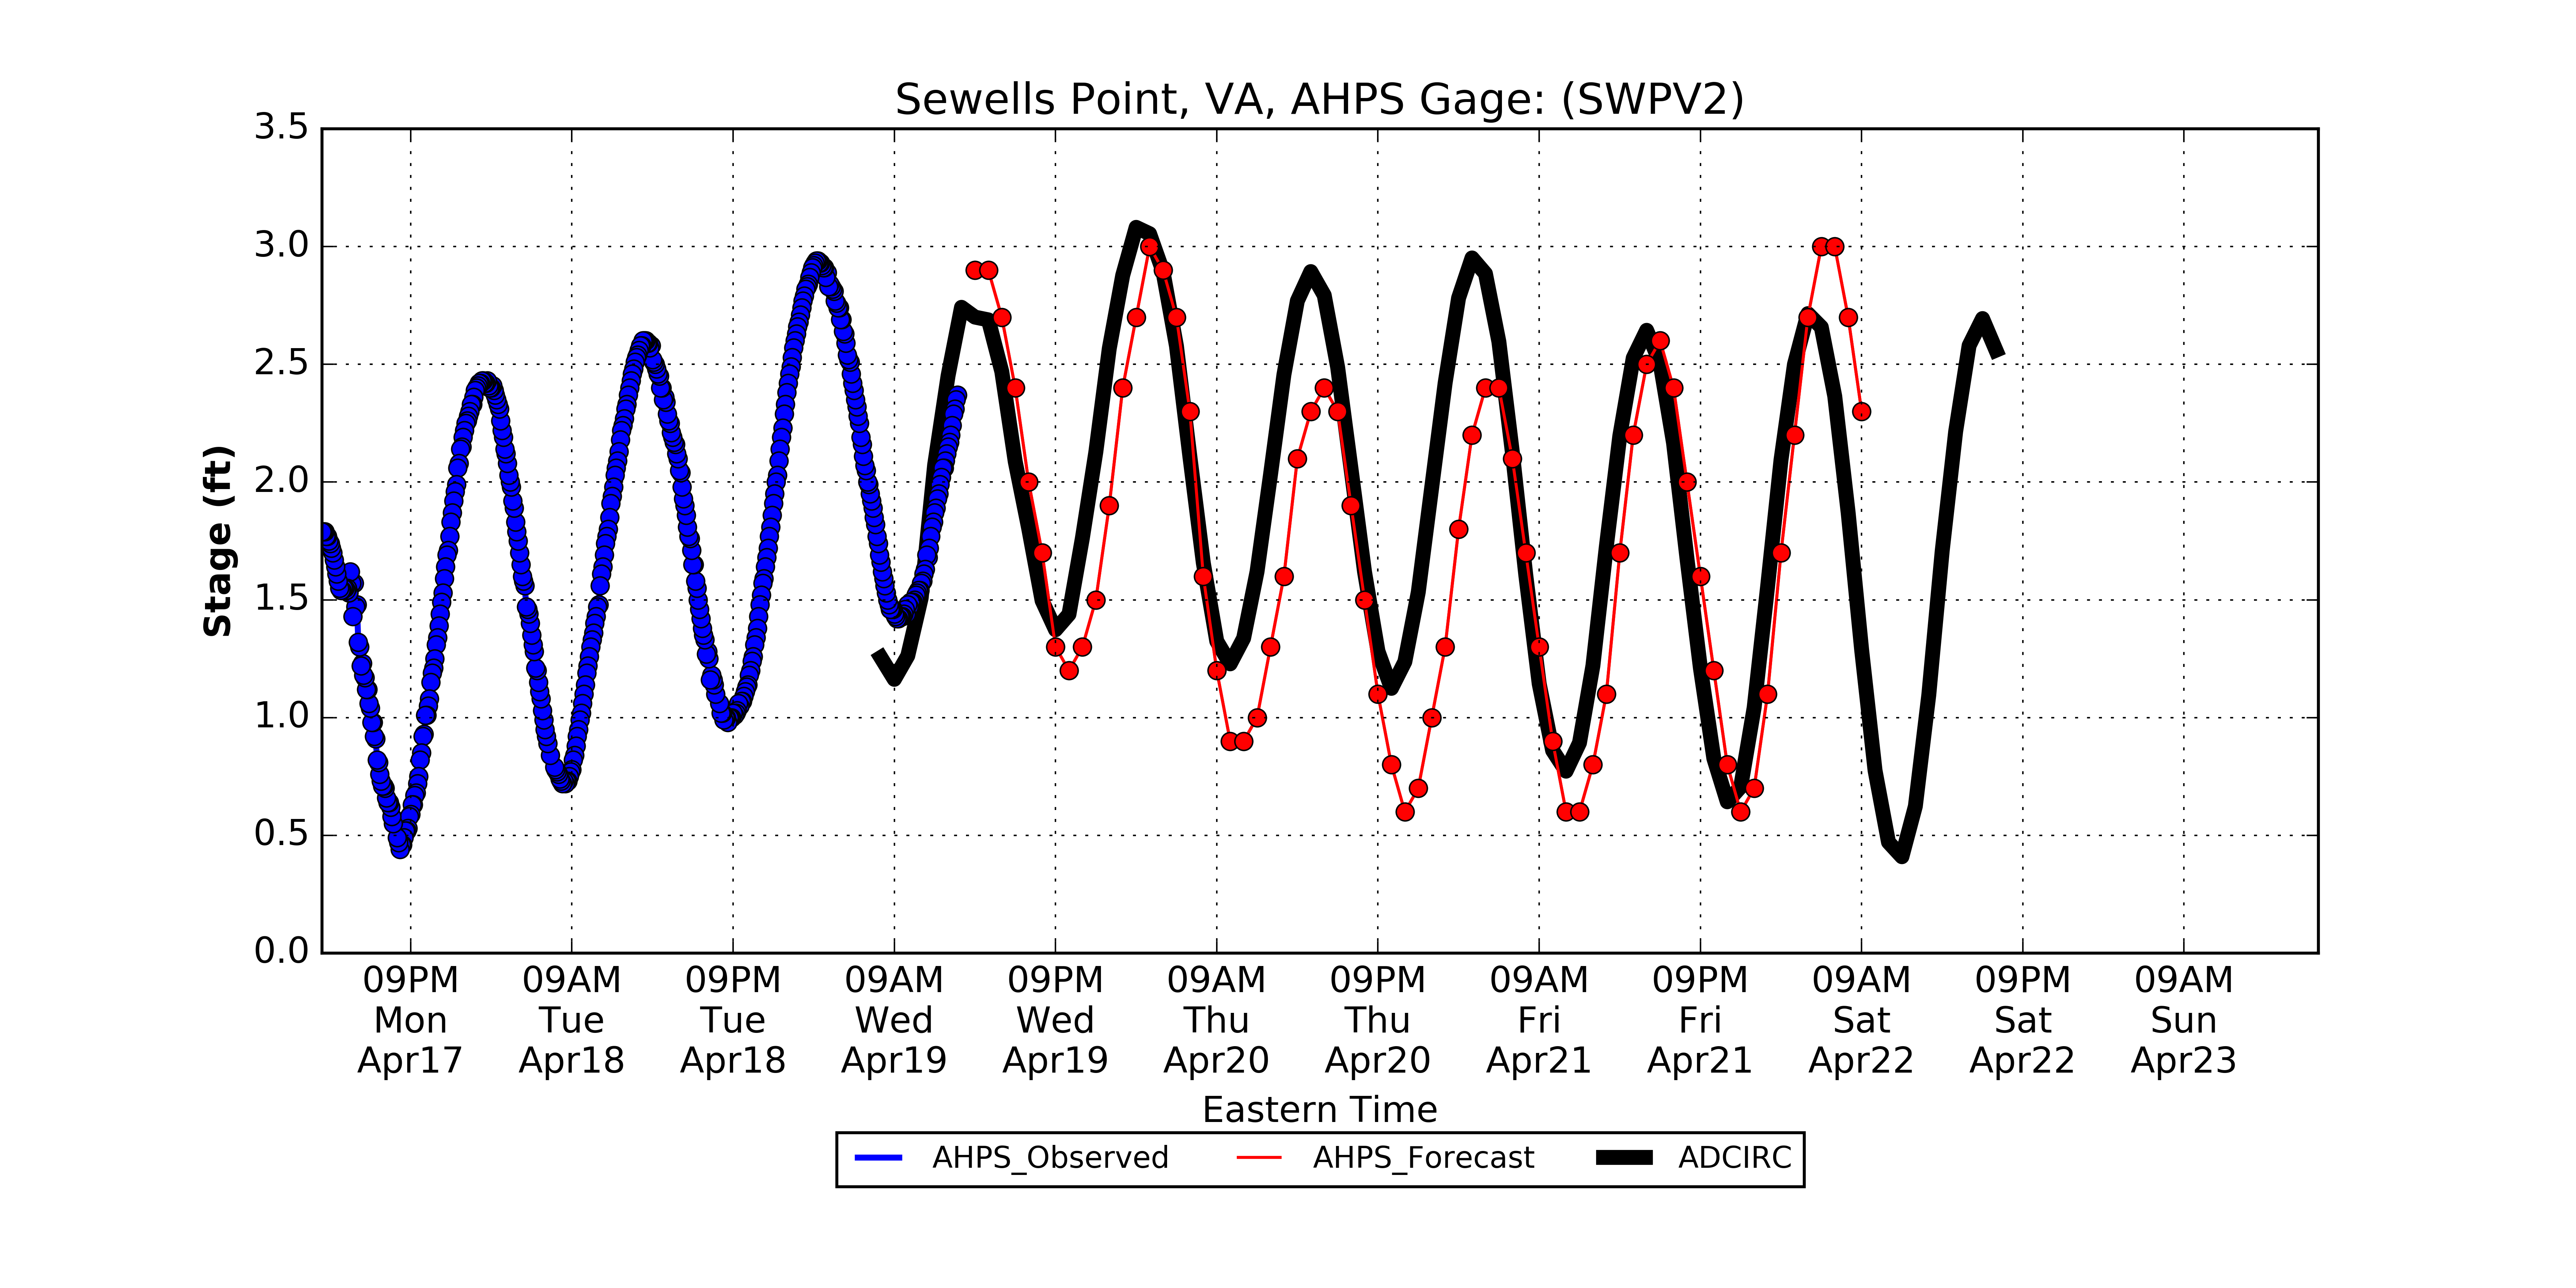 Sewells Point, VA, AHPS Gage: (SWPV2)
3.5
3.0
2.5
2.0
1.5
1.0
0.5
0.0
Stage (ft)
09PM 09AM 09PM 09AM 09PM 09AM 09PM 09AM 09PM 09AM 09PM 09AM
Mon Tue Tue Wed Wed Thu Thu Fri Fri Sat Sat Sun
Apr17 Apr18 Apr18 Apr19 Apr19 Apr20 Apr20 Apr21 Apr21 Apr22 Apr22 Apr23
Eastern Time
AHPS_Observed AHPS_Forecast ADCIRC